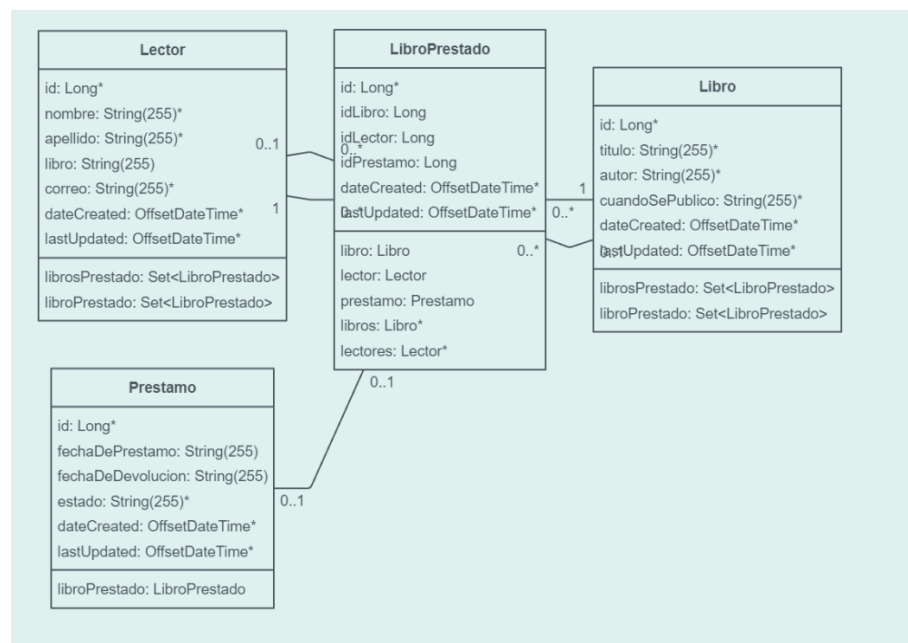 Lector
id: Long*
nombre: String(255)*
apellido: String(255)*
libro: String(255)
correo: String(255)*
dateCreated: OffsetDateTime*
lastUpdated: OffsetDateTime*
librosPrestado: Set<LibroPrestado>
libroPrestado: Set<LibroPrestado>
0..1
1
LibroPrestado
id: Long*
idLibro: Long
idLector: Long
0..*
idPrestamo: Long
dateCreated: OffsetDateTime*
lastUpdated: OffsetDateTime*
0..*
libro: Libro
0..*
lector: Lector
prestamo: Prestamo
libros: Libro*
lectores: Lector*
1
0..*
Libro
id: Long*
titulo: String(255)*
autor: String(255)*
cuandoSePublico: String(255)*
dateCreated: OffsetDateTime*
lastUpdated: OffsetDateTime*
0..1
librosPrestado: Set<LibroPrestado>
libroPrestado: Set<LibroPrestado>
0..1
Prestamo
id: Long*
fechaDePrestamo: String(255)
fechaDeDevolucion: String(255)
estado: String(255)*
0..1
dateCreated: OffsetDateTime*
lastUpdated: OffsetDateTime*
libroPrestado: LibroPrestado